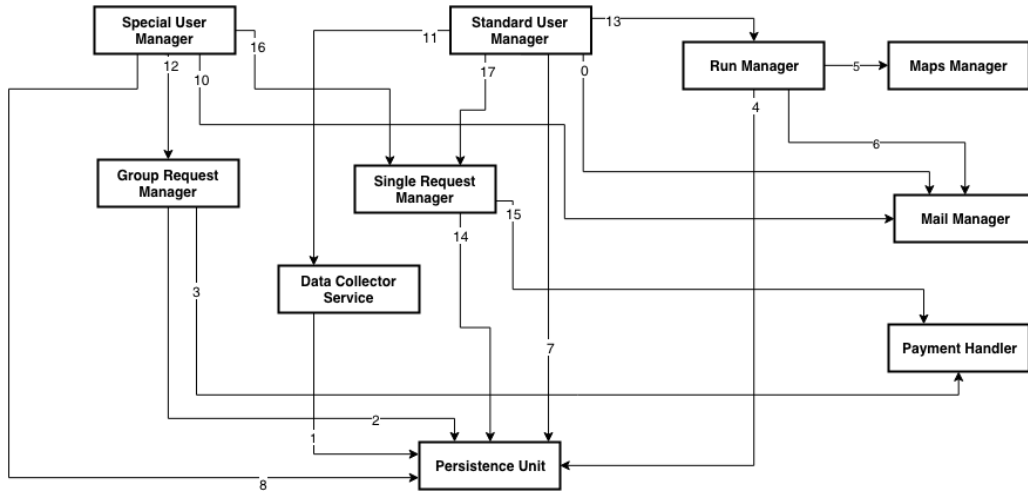 Special User
Manager
Standard User
Manager
13
16
11
12
10
17
0
Run Manager
5
Maps Manager
4
6
Group Request
Manager
Single Request
Manager
15
14
Mail Manager
Data Collector
Service
3
7
Payment Handler
2
1
Persistence Unit
8